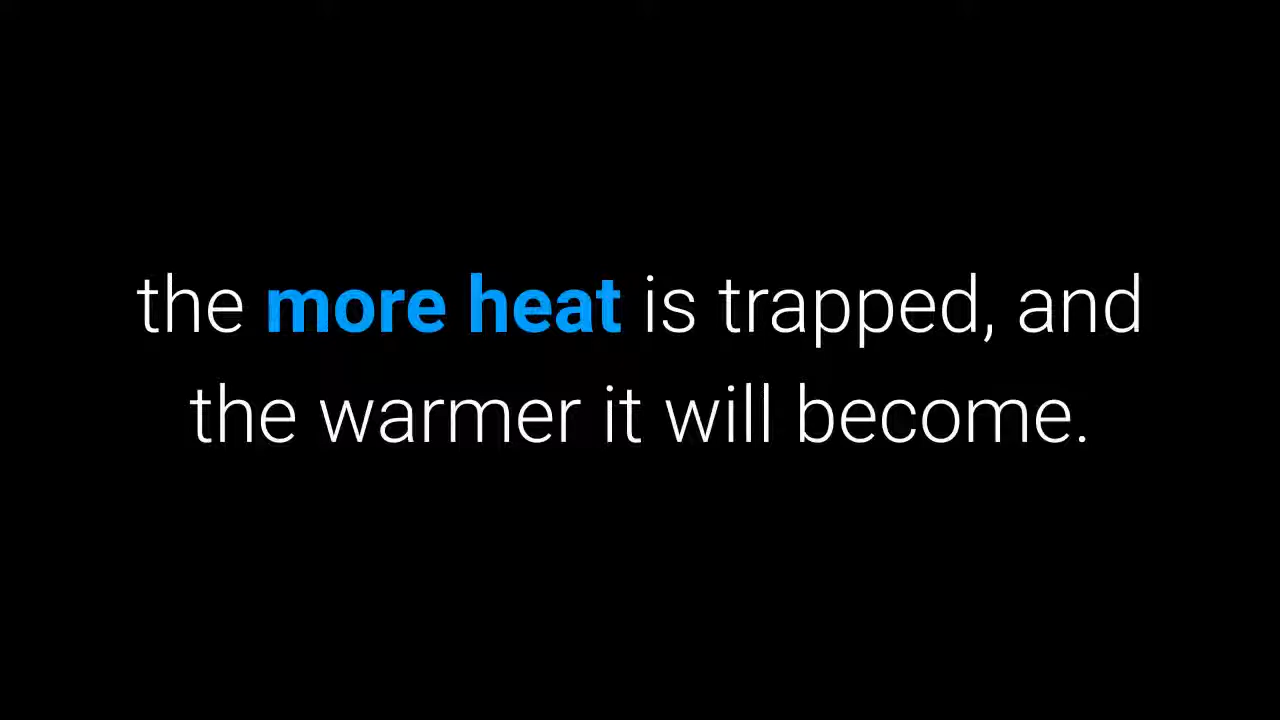 the more heat is trapped, and
the warmer it will become.